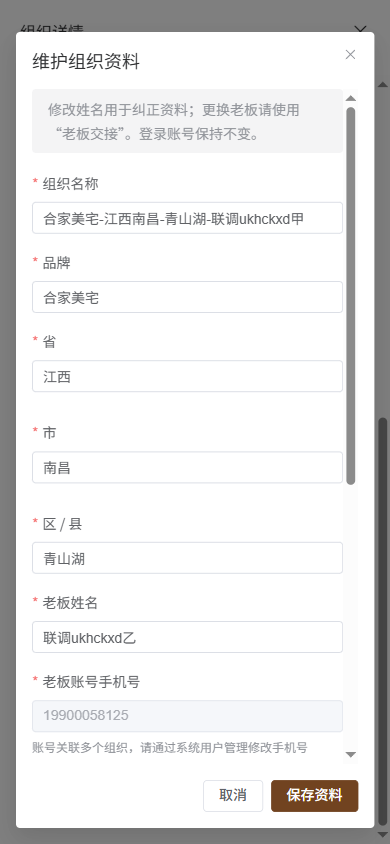 组织详情
维护组织资料
修改姓名用于纠正资料；更换老板请使用
“老板交接”。登录账号保持不变。
* 组织名称
合家美宅-江西南昌-青山湖-联调ukhckxd甲
* 品牌
合家美宅
* 省
江西
* 市
南昌
* 区 / 县
青山湖
* 老板姓名
联调ukhckxd乙
* 老板账号手机号
19900058125
账号关联多个组织，请通过系统用户管理修改手机号
取消
保存资料